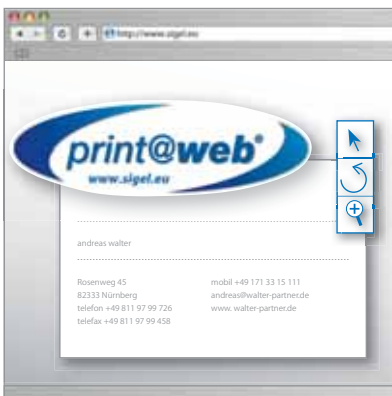 http://www.sigel.eu
print@web®
www.sigel.eu
andreas walter
Rosenweg 45
82333 Nürnberg
telefon +49 811 97 99 726
telefax +49 811 97 99 458
mobil +49 171 33 15 111
andreas@walter-partner.de
www. walter-partner.de